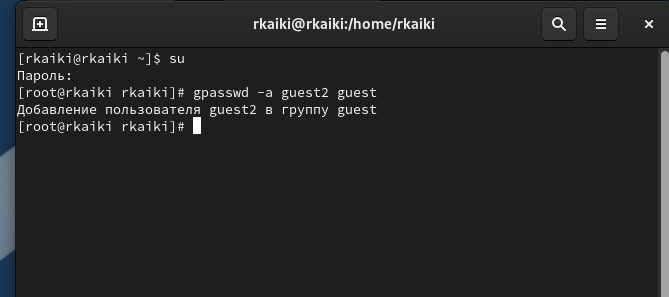 rkaiki@rkaiki:/home/rkaiki
[rkaiki@rkaiki ~]$ su
Пароль:
[root@rkaiki rkaiki]# gpasswd -a guest2 guest
Добавление пользователя guest2 в группу guest
[root@rkaiki rkaiki]#